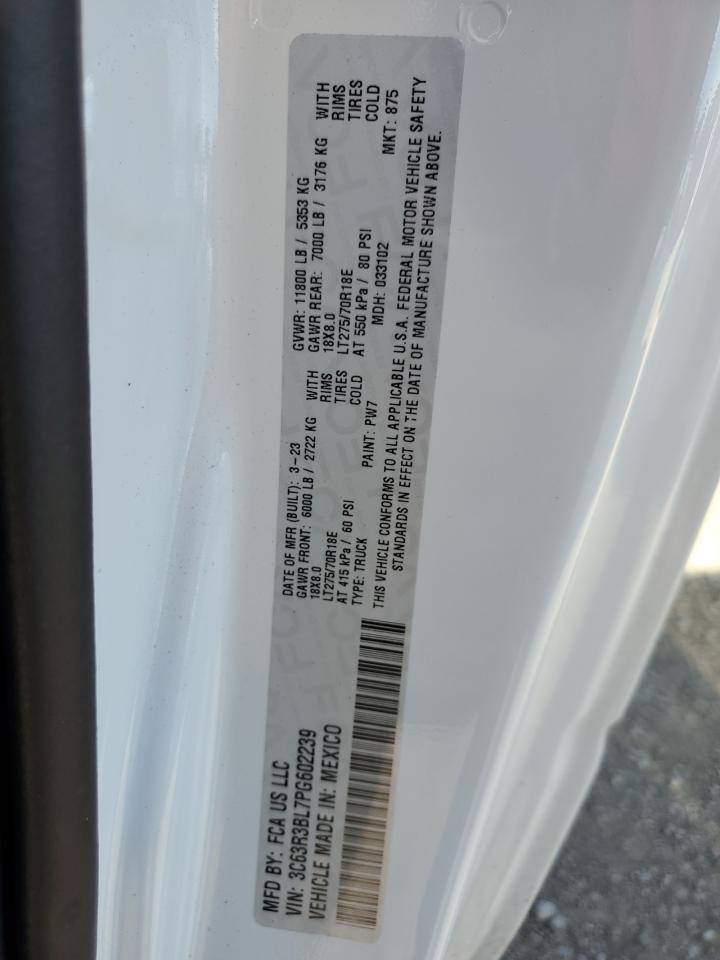 MFD BY: FCA US LLC
VIN: 3C63R3BL7PG602239
VEHICLE MADE IN: MEXICO
DATE OF MFR (BUILT): 3-23 GVWR: 11800 LB / 5353 KG
GAWR FRONT: 6000 LB / 2722 KG WITH GAWR REAR: 7000 LB / 3176 KG WITH
18X8.0 RIMS 18X8.0 RIMS
LT275/70R18E TIRES LT275/70R18E TIRES
AT 415 kPa / 60 PSI COLD AT 550 kPa / 80 PSI COLD
TYPE: TRUCK PAINT: PW7 MDH: 033102 MKT: 875
THIS VEHICLE CONFORMS TO ALL APPLICABLE U.S.A. FEDERAL MOTOR VEHICLE SAFETY
STANDARDS IN EFFECT ON THE DATE OF MANUFACTURE SHOWN ABOVE.